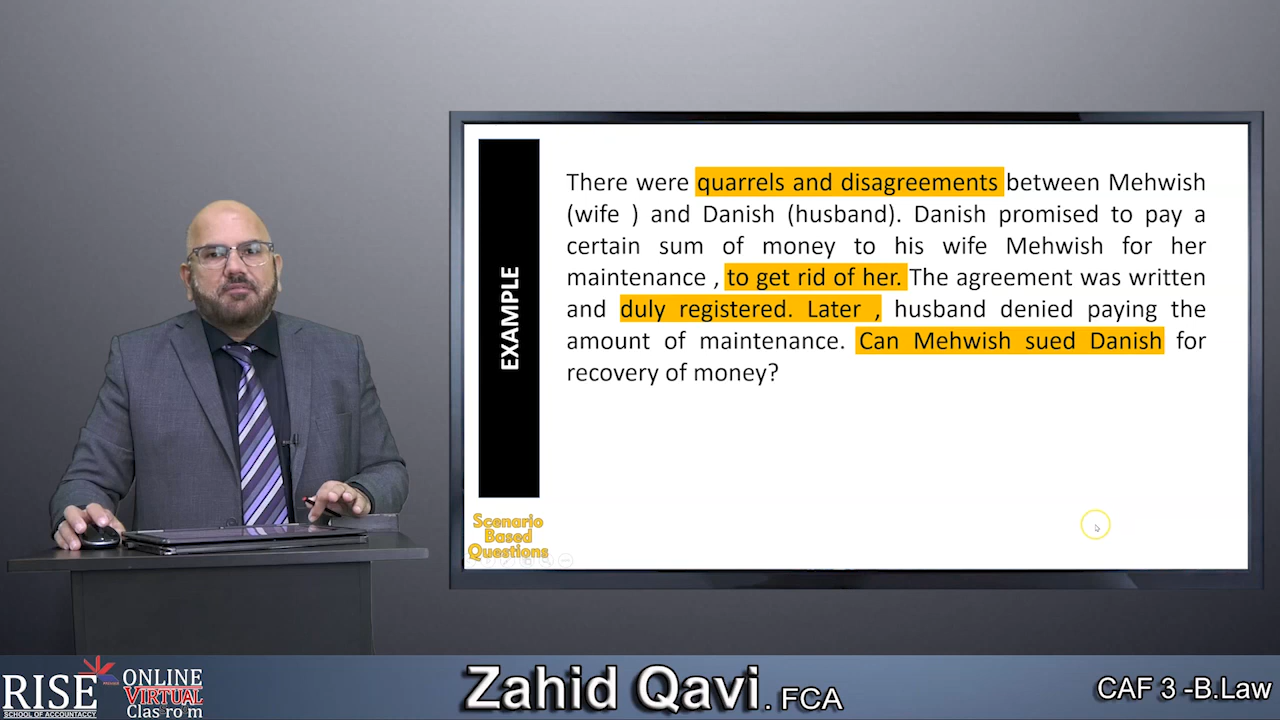 There were quarrels and disagreements between Mehwish
(wife ) and Danish (husband). Danish promised to pay a
certain sum of money to his wife Mehwish for her
maintenance , to get rid of her. The agreement was written
and duly registered. Later , husband denied paying the
amount of maintenance. Can Mehwish sued Danish for
recovery of money?
EXAMPLE
Scenario
Based
Questions
RISE
SCHOOL OF ACCOUNTACY
ONLINE
VIRTUAL
Clas ro m
Zahid Qavi. FCA
CAF 3 -B.Law